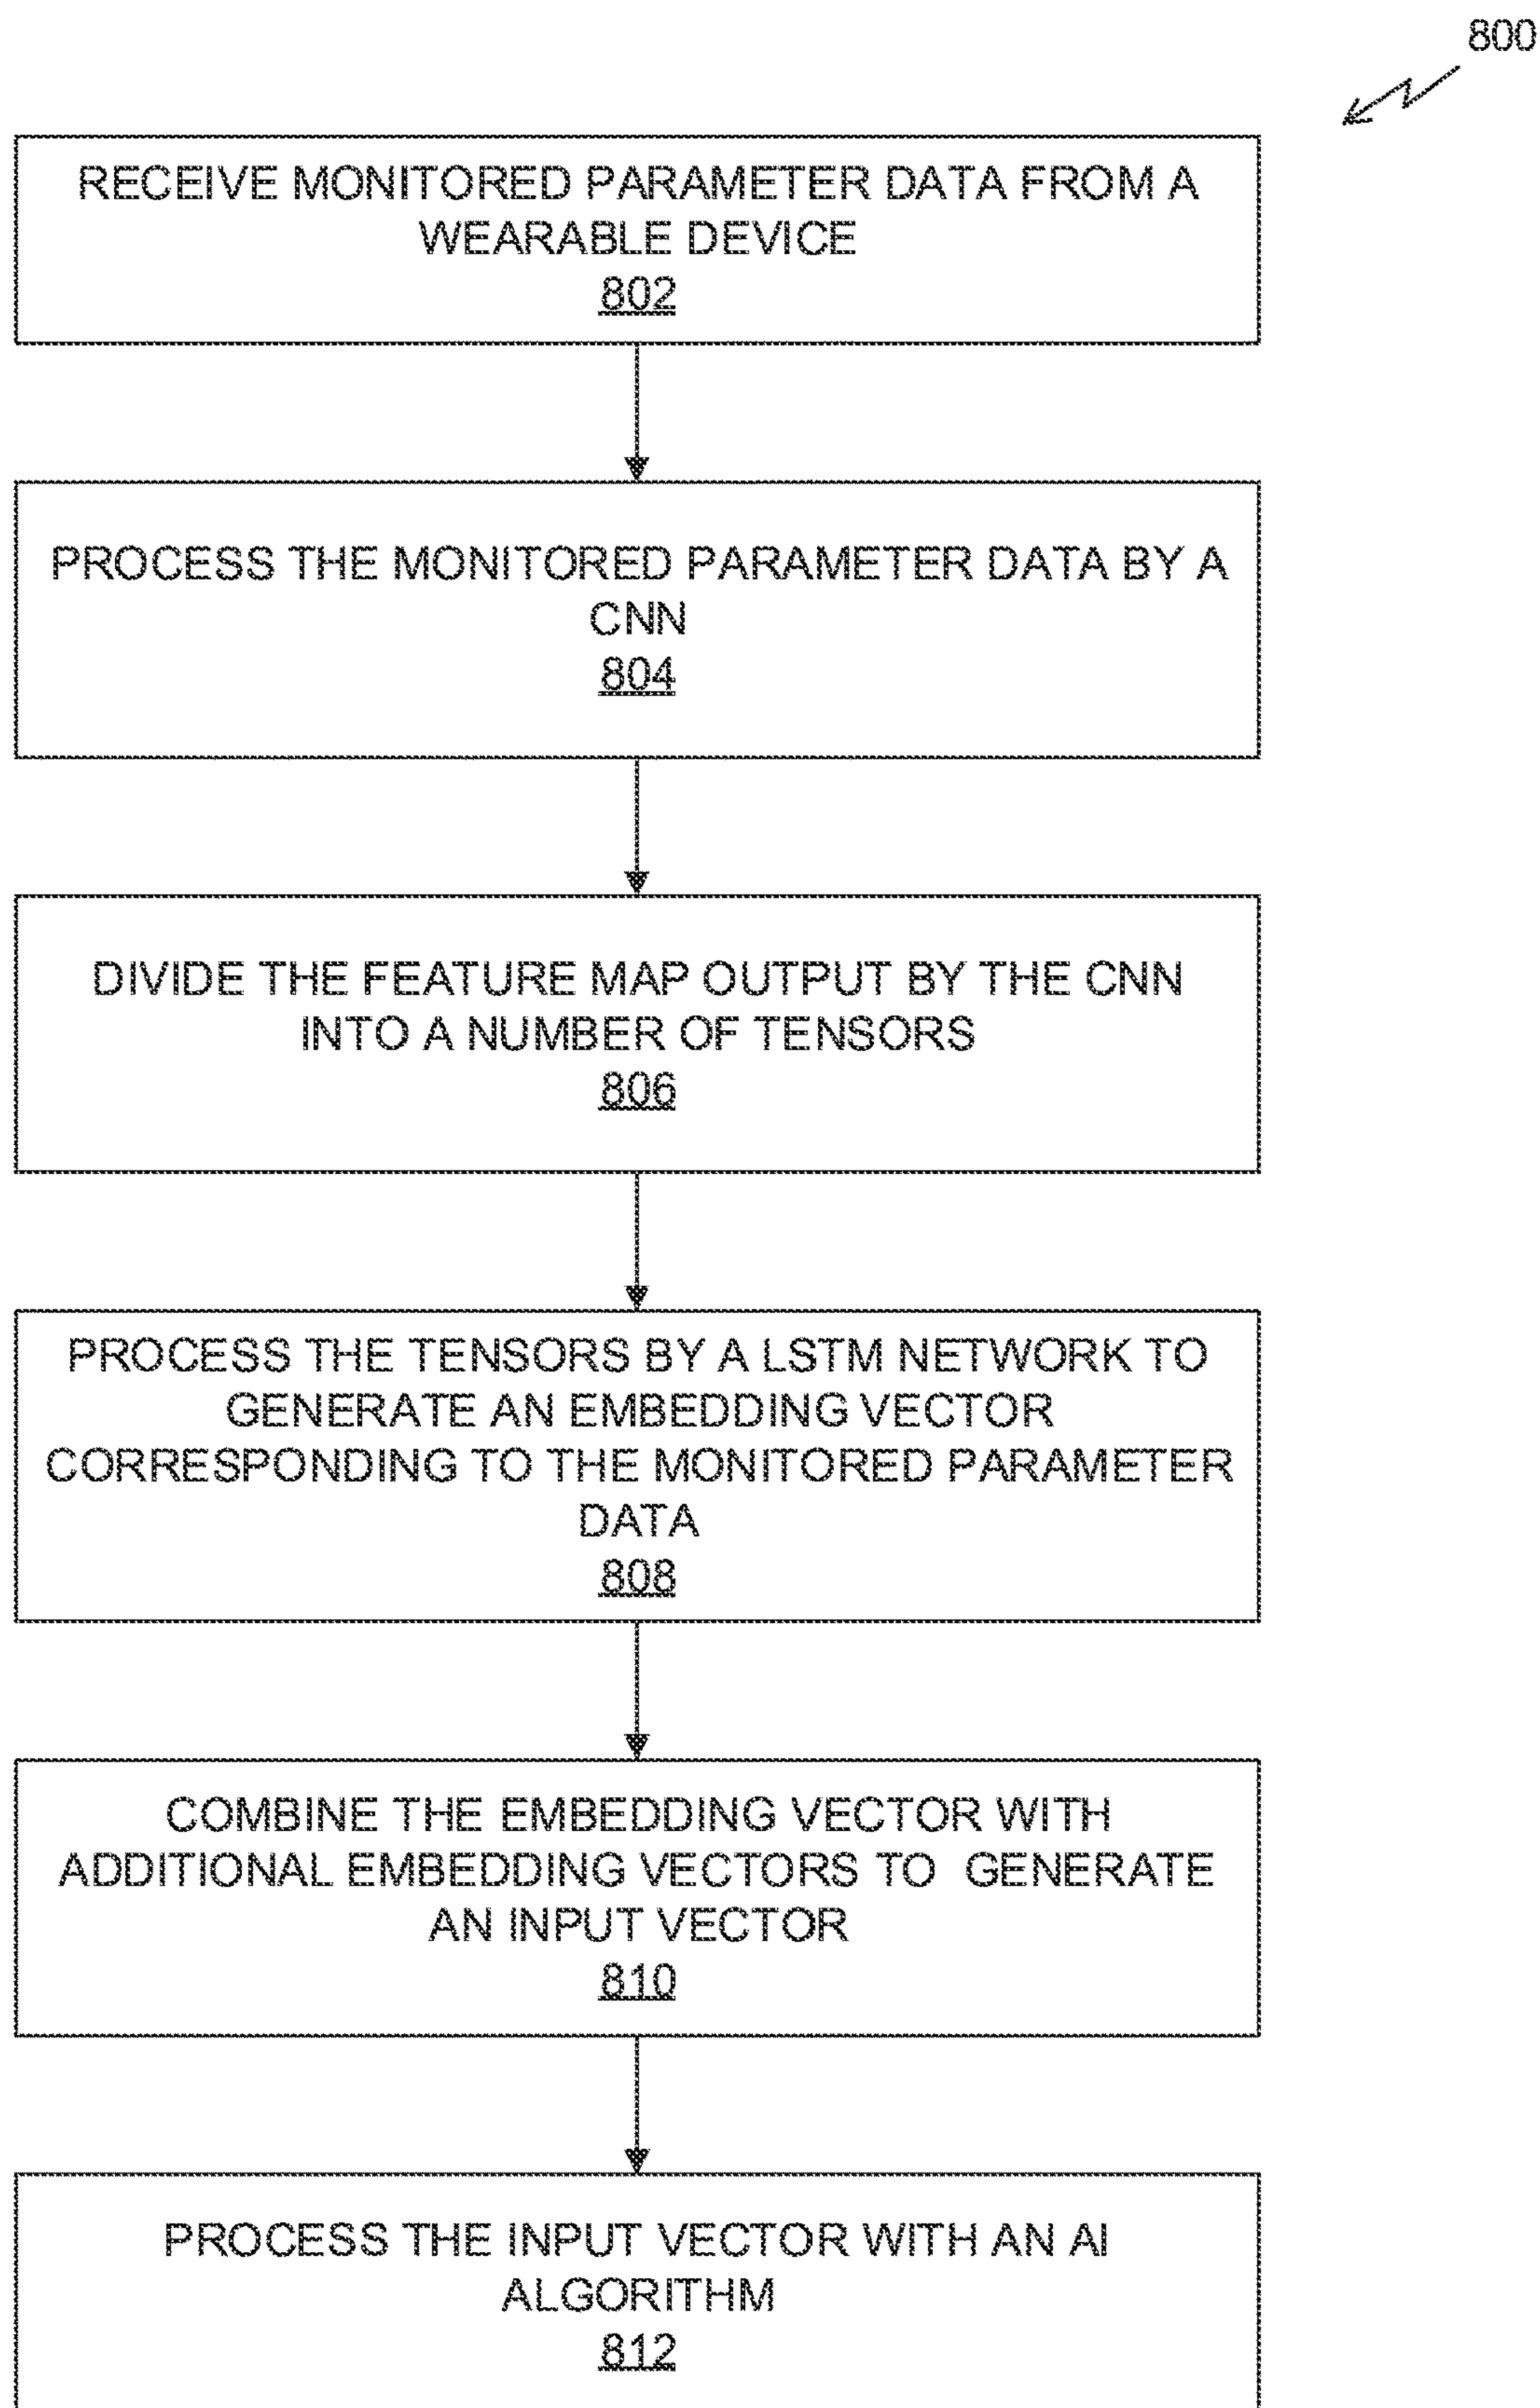 800
RECEIVE MONITORED PARAMETER DATA FROM A
WEARABLE DEVICE
802
PROCESS THE MONITORED PARAMETER DATA BY A
CNN
804
DIVIDE THE FEATURE MAP OUTPUT BY THE CNN
INTO A NUMBER OF TENSORS
806
PROCESS THE TENSORS BY A LSTM NETWORK TO
GENERATE AN EMBEDDING VECTOR
CORRESPONDING TO THE MONITORED PARAMETER
DATA
808
COMBINE THE EMBEDDING VECTOR WITH
ADDITIONAL EMBEDDING VECTORS TO GENERATE
AN INPUT VECTOR
810
PROCESS THE INPUT VECTOR WITH AN AI
ALGORITHM
812